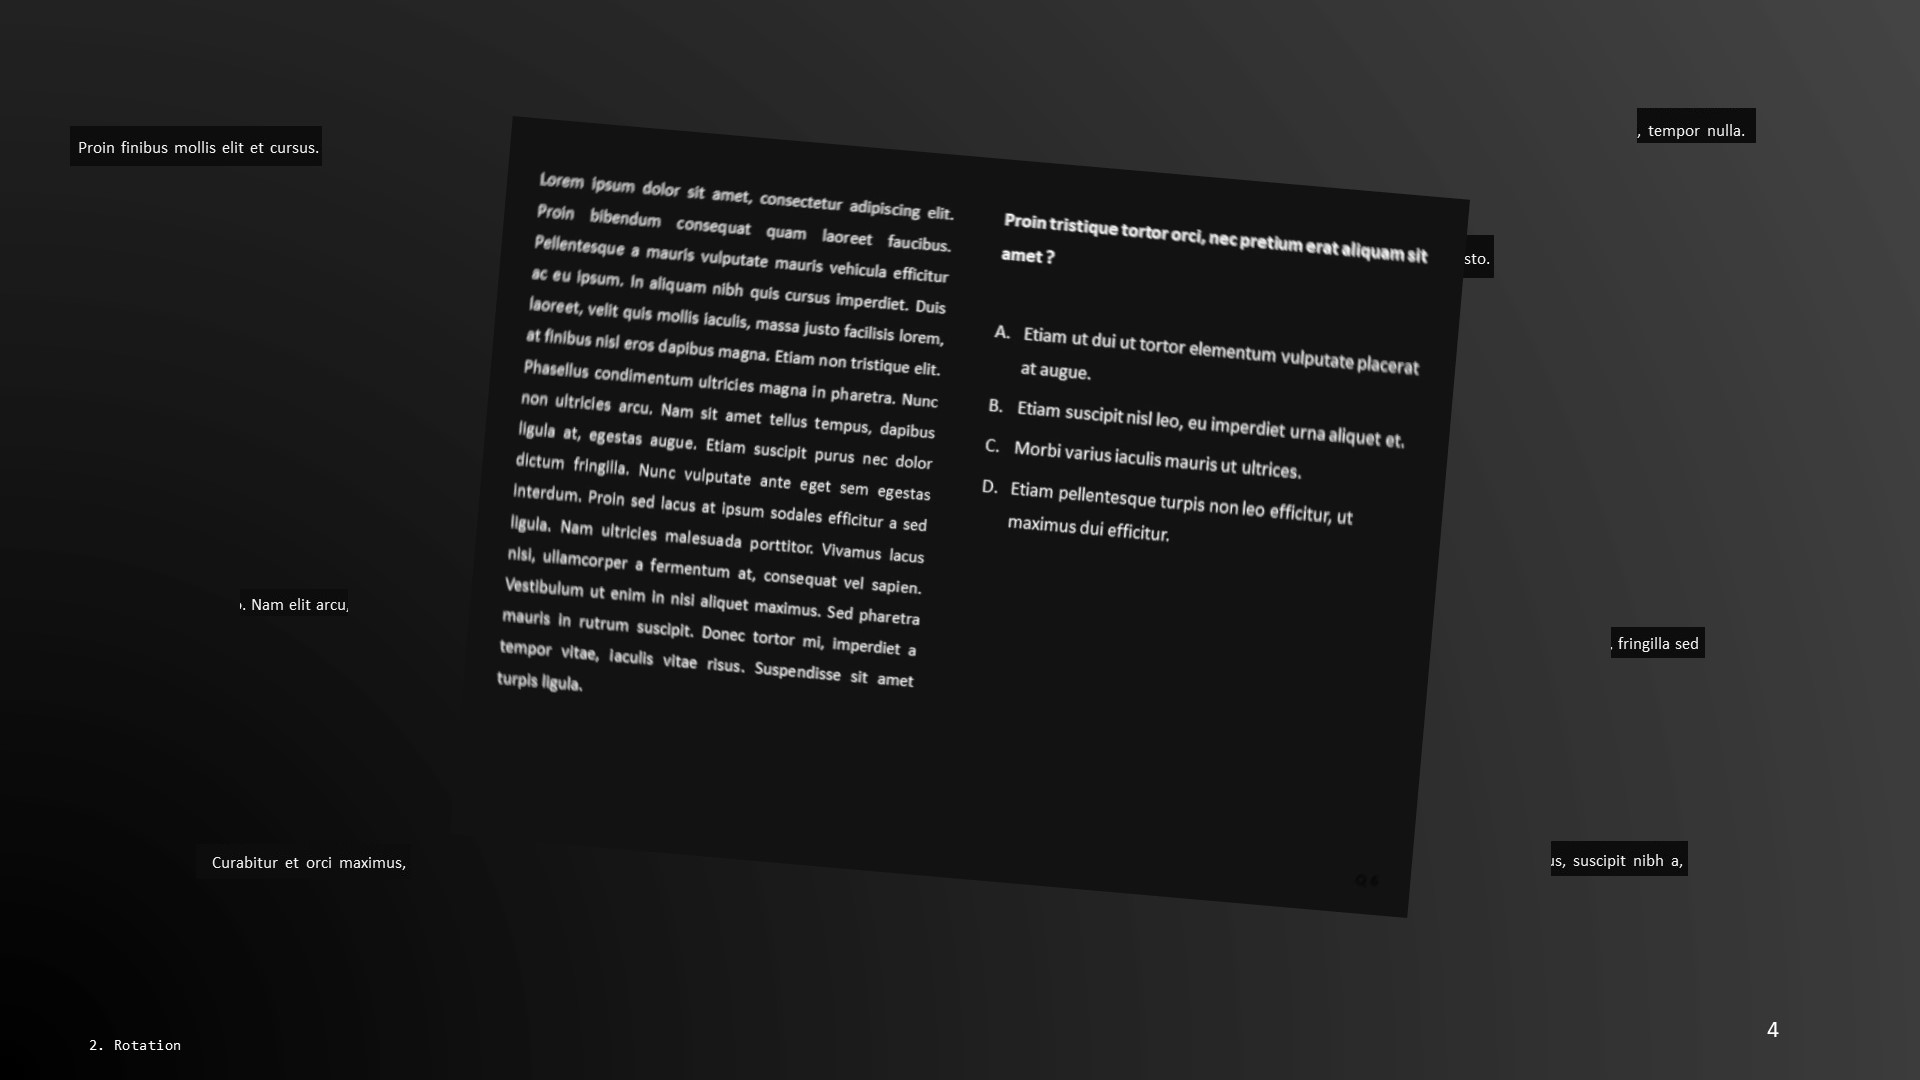 Proin finibus mollis elit et cursus.
, tempor nulla.
Lorem ipsum dolor sit amet, consectetur adipiscing elit.
Proin bibendum consequat quam laoreet faucibus.
Pellentesque a mauris vulputate mauris vehicula efficitur
ac eu ipsum. In aliquam nibh quis cursus imperdiet. Duis
laoreet, velit quis mollis iaculis, massa justo facilisis lorem,
at finibus nisl eros dapibus magna. Etiam non tristique elit.
Phasellus condimentum ultricies magna in pharetra. Nunc
non ultricies arcu. Nam sit amet tellus tempus, dapibus
ligula at, egestas augue. Etiam suscipit purus nec dolor
dictum fringilla. Nunc vulputate ante eget sem egestas
interdum. Proin sed lacus at ipsum sodales efficitur a sed
ligula. Nam ultricies malesuada porttitor. Vivamus lacus
nisi, ullamcorper a fermentum at, consequat vel sapien.
Vestibulum ut enim in nisi aliquet maximus. Sed pharetra
mauris in rutrum suscipit. Donec tortor mi, imperdiet a
tempor vitae, iaculis vitae risus. Suspendisse sit amet
turpis ligula.
Proin tristique tortor orci, nec pretium erat aliquam sit
amet ?
A. Etiam ut dui ut tortor elementum vulputate placerat
at augue.
B. Etiam suscipit nisl leo, eu imperdiet urna aliquet et.
C. Morbi varius iaculis mauris ut ultrices.
D. Etiam pellentesque turpis non leo efficitur, ut
maximus dui efficitur.
sto.
. Nam elit arcu,
, fringilla sed
Curabitur et orci maximus,
us, suscipit nibh a,
2. Rotation
4